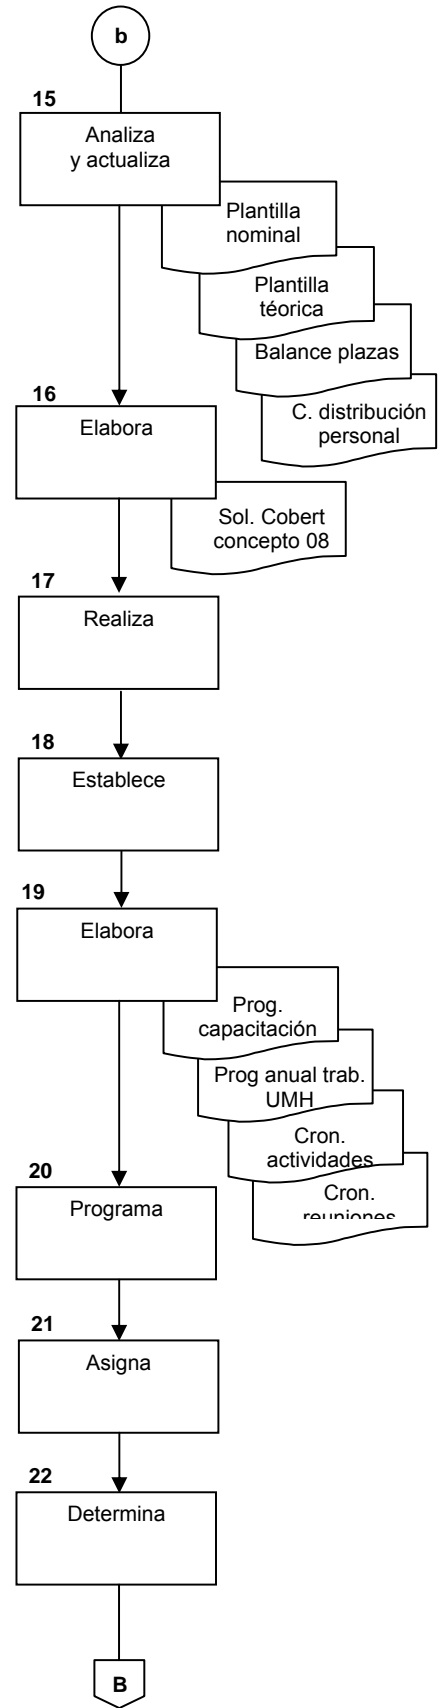 b
15
Analiza
y actualiza
Plantilla
nominal
Plantilla
téorica
Balance plazas
C. distribución
personal
16
Elabora
Sol. Cobert
concepto 08
17
Realiza
18
Establece
19
Elabora
Prog.
capacitación
Prog anual trab.
UMH
Cron.
actividades
Cron.
reuniones
20
Programa
21
Asigna
22
Determina
B